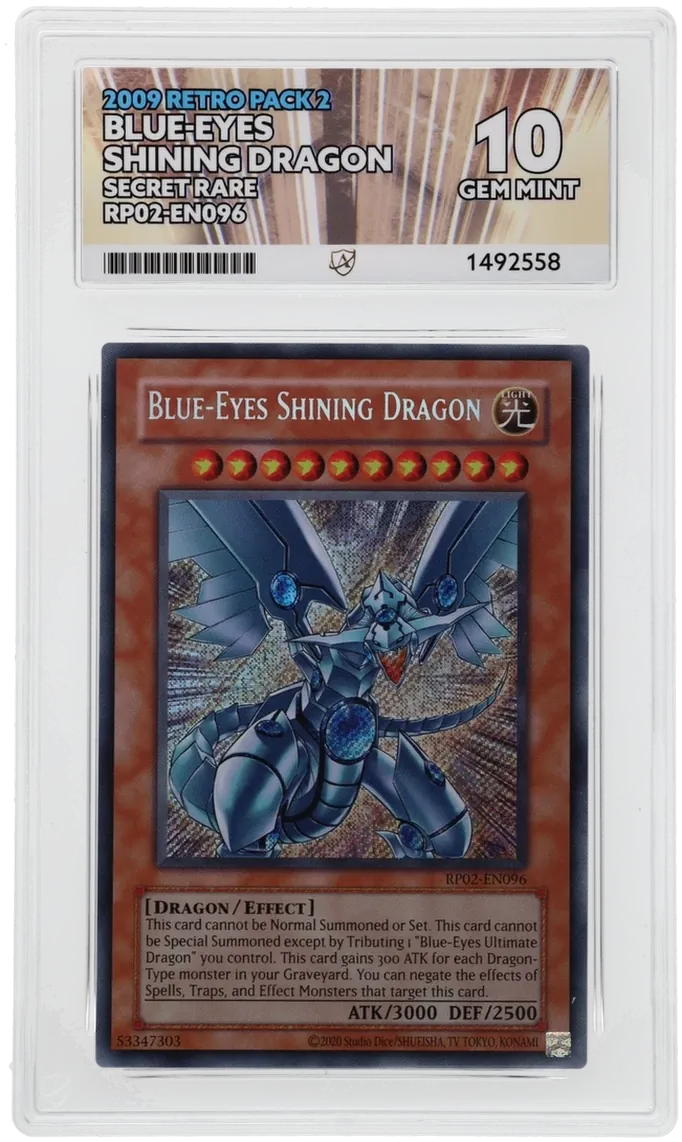 2009 RETRO PACK 2
BLUE-EYES
SHINING DRAGON
SECRET RARE
RP02-EN096
10
GEM MINT
1492558
BLUE-EYES SHINING DRAGON
LIGHT
光
RP02-EN096
[DRAGON/EFFECT]
This card cannot be Normal Summoned or Set. This card cannot
be Special Summoned except by Tributing 1 "Blue-Eyes Ultimate
Dragon" you control. This card gains 300 ATK for each Dragon-
Type monster in your Graveyard. You can negate the effects of
Spells, Traps, and Effect Monsters that target this card.
ATK/3000 DEF/2500
53347303
©2020 Studio Dice/SHUEISHA, TV TOKYO, KONAMI